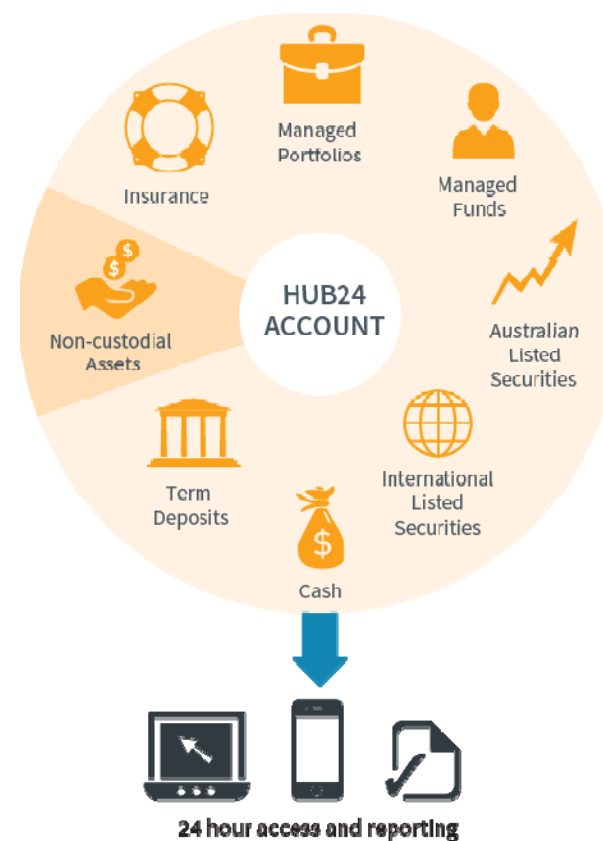 Managed
Portfolios
Insurance
Managed
Funds
HUB24
ACCOUNT
Non-custodial
Assets
Australian
Listed
Securities
Term
Deposits
International
Listed
Securities
$
$
$
Cash
24 hour access and reporting